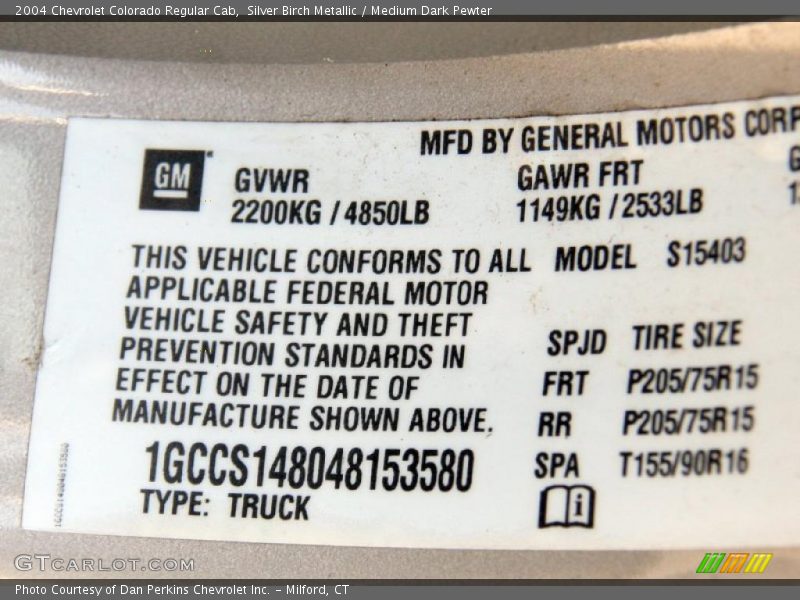 2004 Chevrolet Colorado Regular Cab,  Silver Birch Metallic / Medium Dark Pewter
MFD BY GENERAL MOTORS CORP
GM
GVWR
2200KG / 4850LB
GAWR FRT
1149KG / 2533LB
THIS VEHICLE CONFORMS TO ALL
APPLICABLE FEDERAL MOTOR
VEHICLE SAFETY AND THEFT
PREVENTION STANDARDS IN
EFFECT ON THE DATE OF
MANUFACTURE SHOWN ABOVE.
MODEL S15403
SPJD TIRE SIZE
FRT P205/75R15
RR P205/75R15
SPA T155/90R16
1GCCS148048153580
TYPE: TRUCK
i
1GCCS148048153580
GTCARLOT.COM
Photo Courtesy of Dan Perkins Chevrolet Inc. - Milford, CT